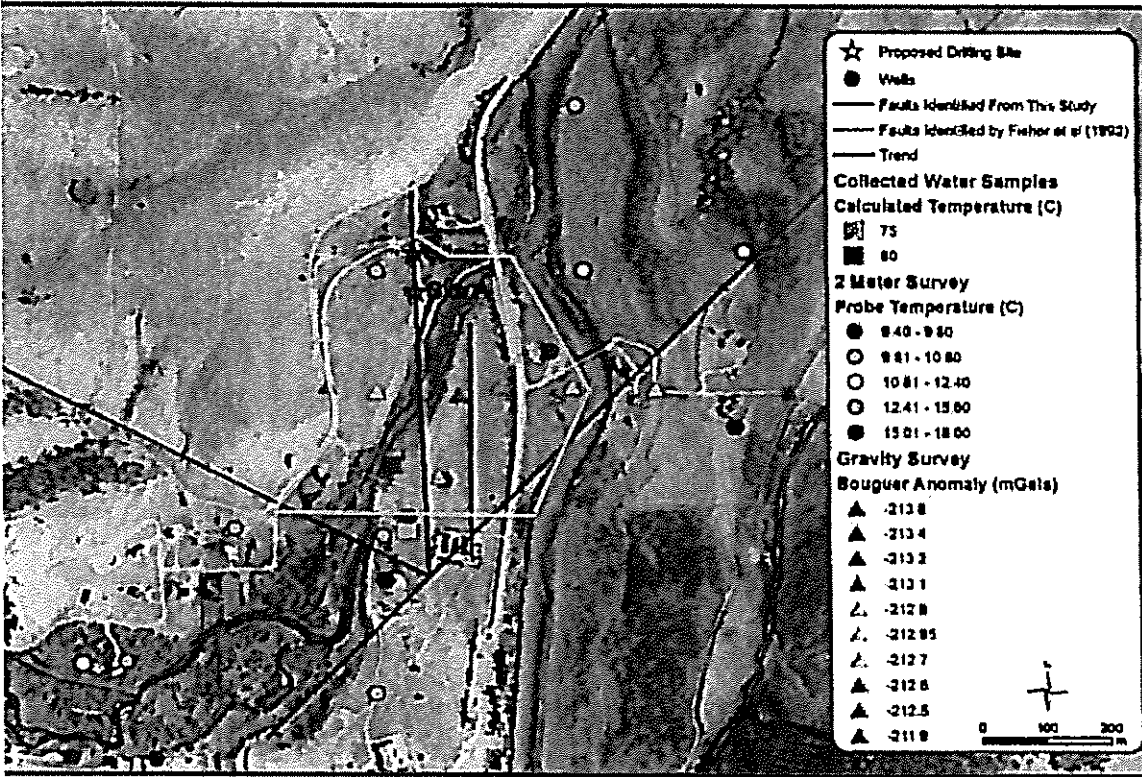 Proposed Drilling Site
Wells
Faults Identified From This Study
Faults Identified by Fisher et al (1992)
Trend
Collected Water Samples
Calculated Temperature (C)
75
80
2 Meter Survey
Probe Temperature (C)
9.40 - 9.80
9.81 - 10.80
10.81 - 12.40
12.41 - 15.00
15.01 - 18.00
Gravity Survey
Bouguer Anomaly (mGals)
-213.8
-213.4
-213.2
-213.1
-212.9
-212.85
-212.7
-212.6
-212.5
-211.9
0 100 200
m